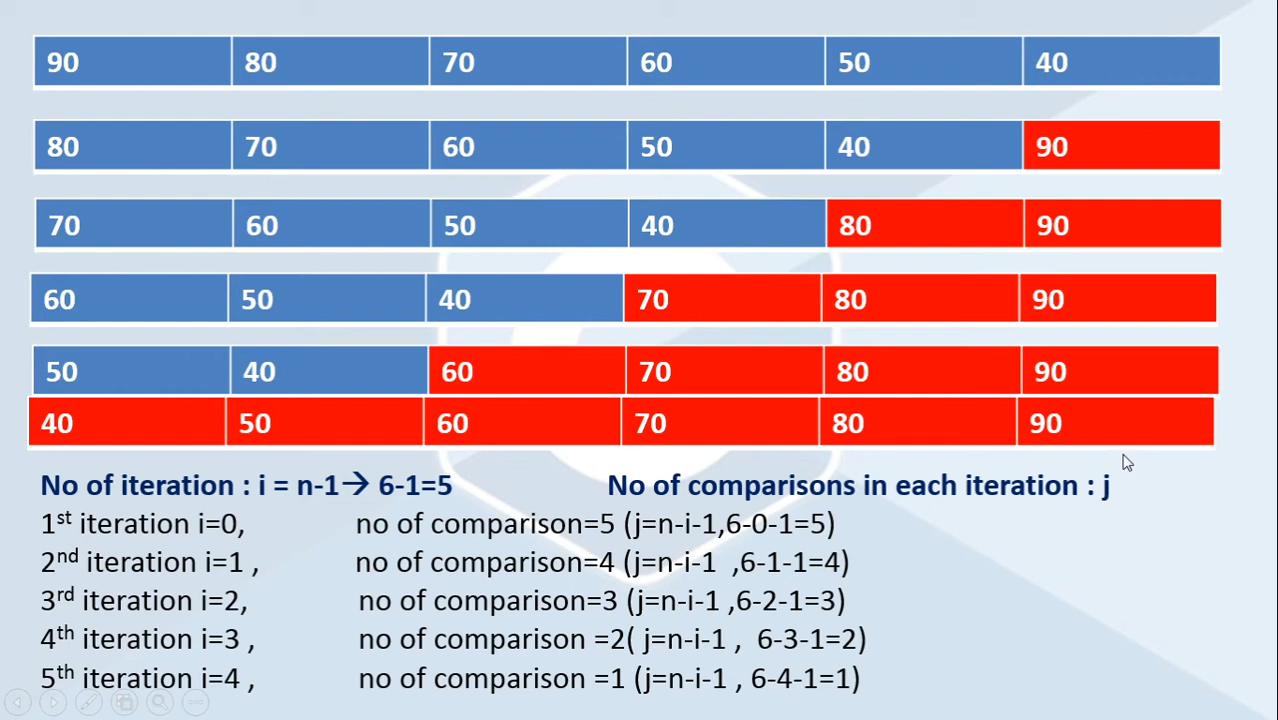 90 80 70 60 50 40
80 70 60 50 40 90
70 60 50 40 80 90
60 50 40 70 80 90
50 40 60 70 80 90
40 50 60 70 80 90
No of iteration : i = n-1→ 6-1=5 No of comparisons in each iteration : j
1st iteration i=0, no of comparison=5 (j=n-i-1,6-0-1=5)
2nd iteration i=1 , no of comparison=4 (j=n-i-1 ,6-1-1=4)
3rd iteration i=2, no of comparison=3 (j=n-i-1 ,6-2-1=3)
4th iteration i=3 , no of comparison =2( j=n-i-1 , 6-3-1=2)
5th iteration i=4 , no of comparison =1 (j=n-i-1 , 6-4-1=1)